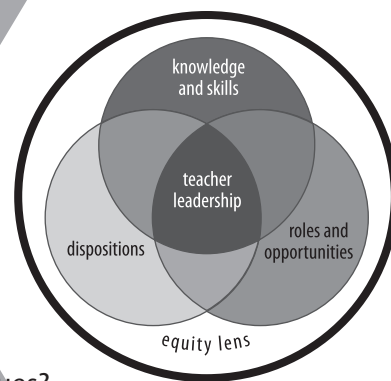 knowledge
and skills
teacher
leadership
dispositions
roles and
opportunities
equity lens